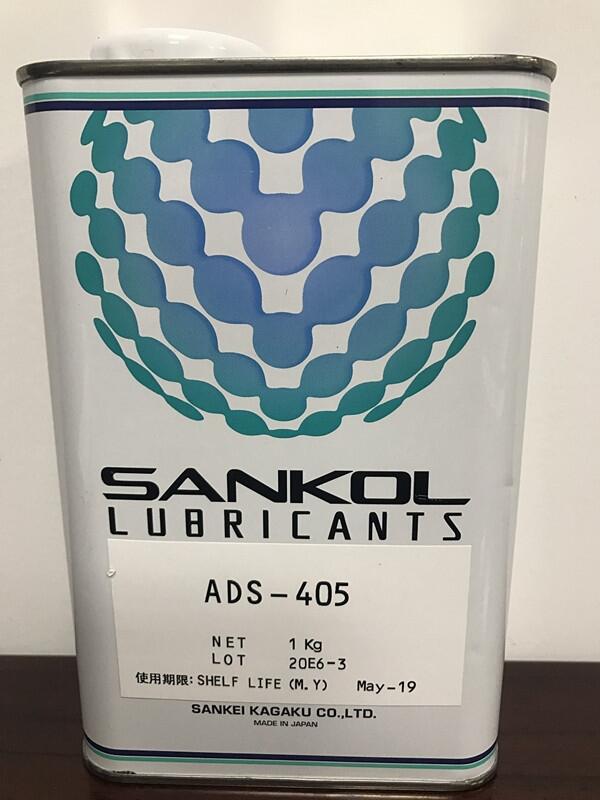 SANKOL
LUBRICANTS
ADS-405
NET 1 Kg
LOT 20E6-3
使用期限: SHELF LIFE (M.Y) May-19
SANKEI KAGAKU CO.,LTD.
MADE IN JAPAN